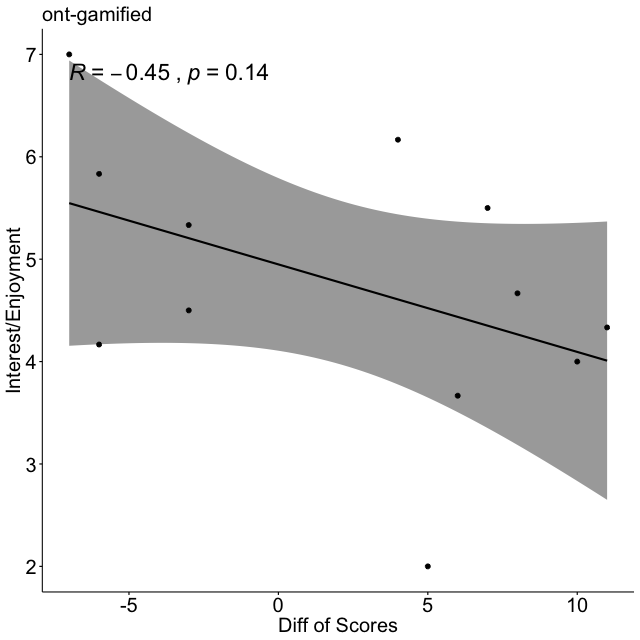 ont-gamified
R = −0.45 , p = 0.14
Interest/Enjoyment
7
6
5
4
3
2
-5 0 5 10
Diff of Scores